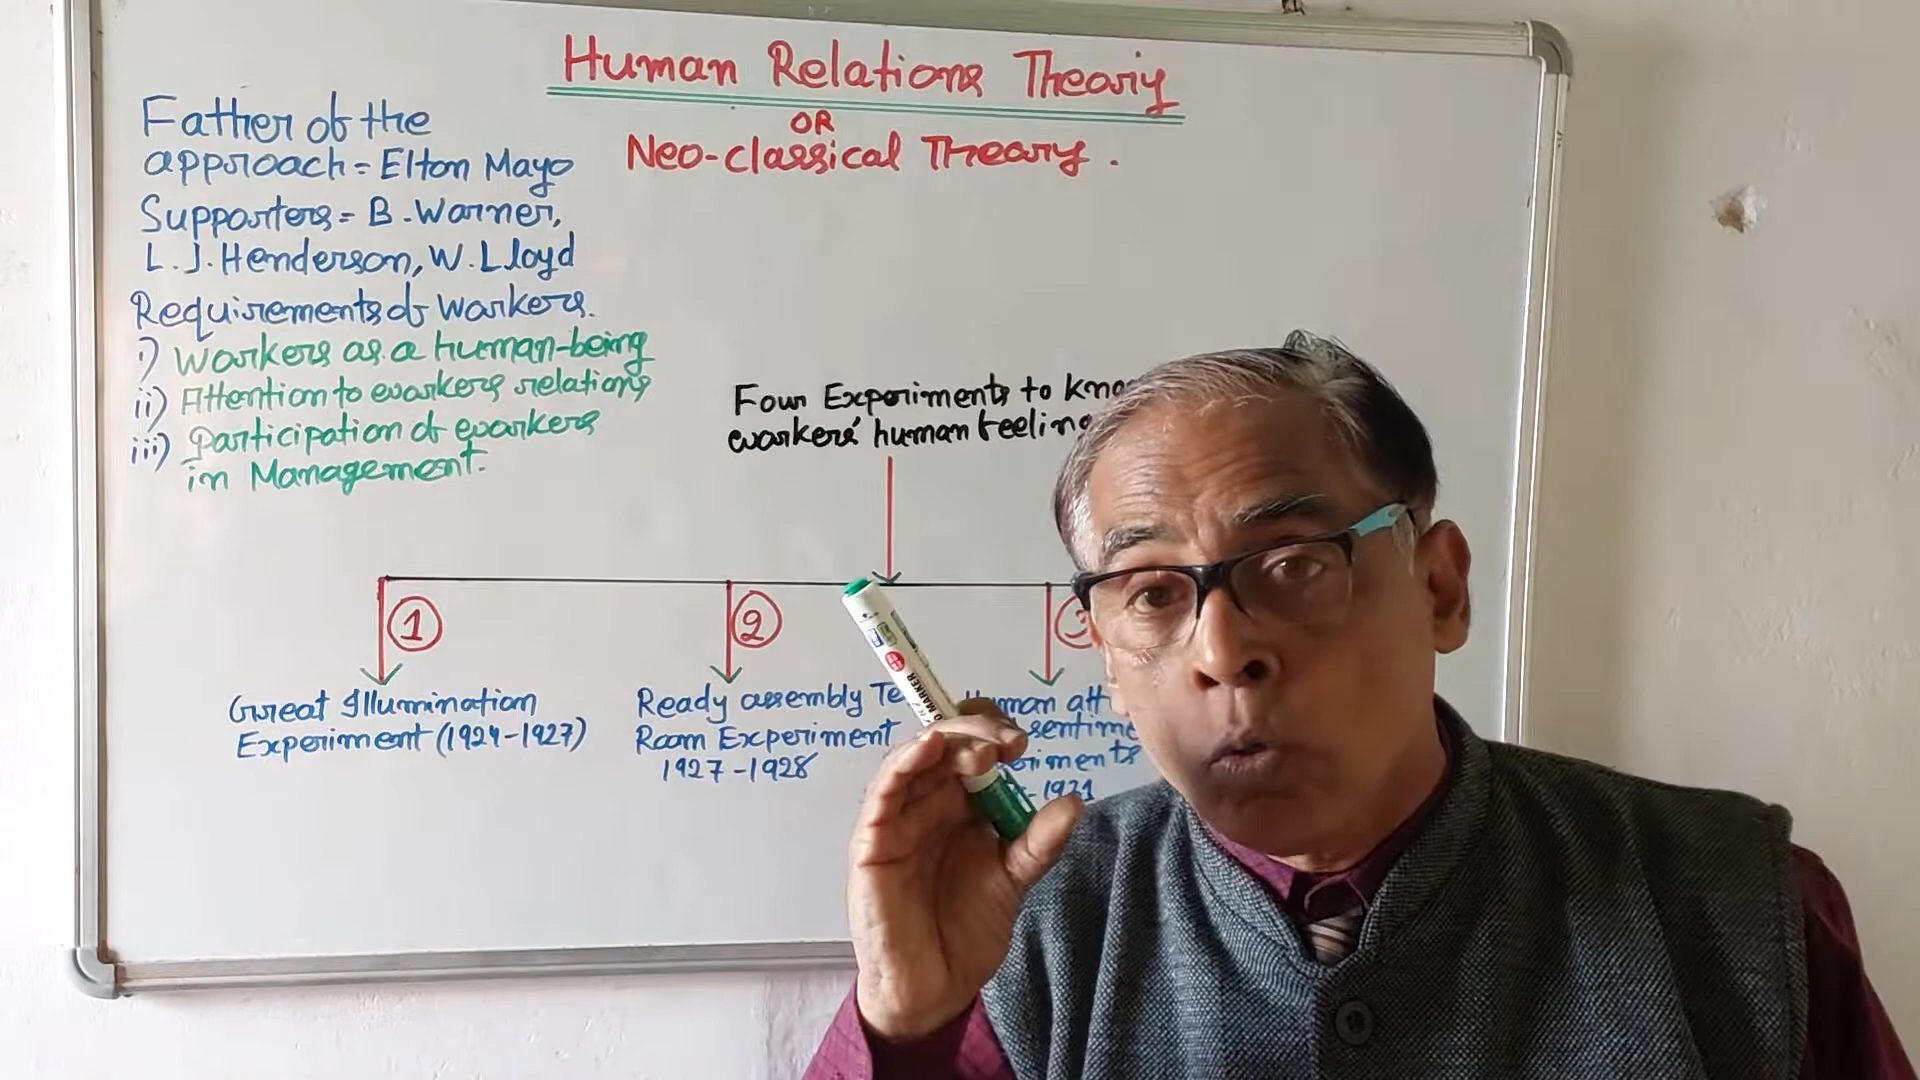 Human Relations Theory
OR
Neo-classical Theory.
Father of the
approach = Elton Mayo
Supporters = B. Warner,
L. J. Henderson, W. Lloyd
Requirements of workers.
i) Workers as a human-being
ii) Attention to workers relations
iii) Participation of workers
in Management.
Four Experiments to
workers' human
1
2
3
Great Illumination
Experiment (1924-1927)
Ready assembly
Room Experiment
1927-1928
MARKER